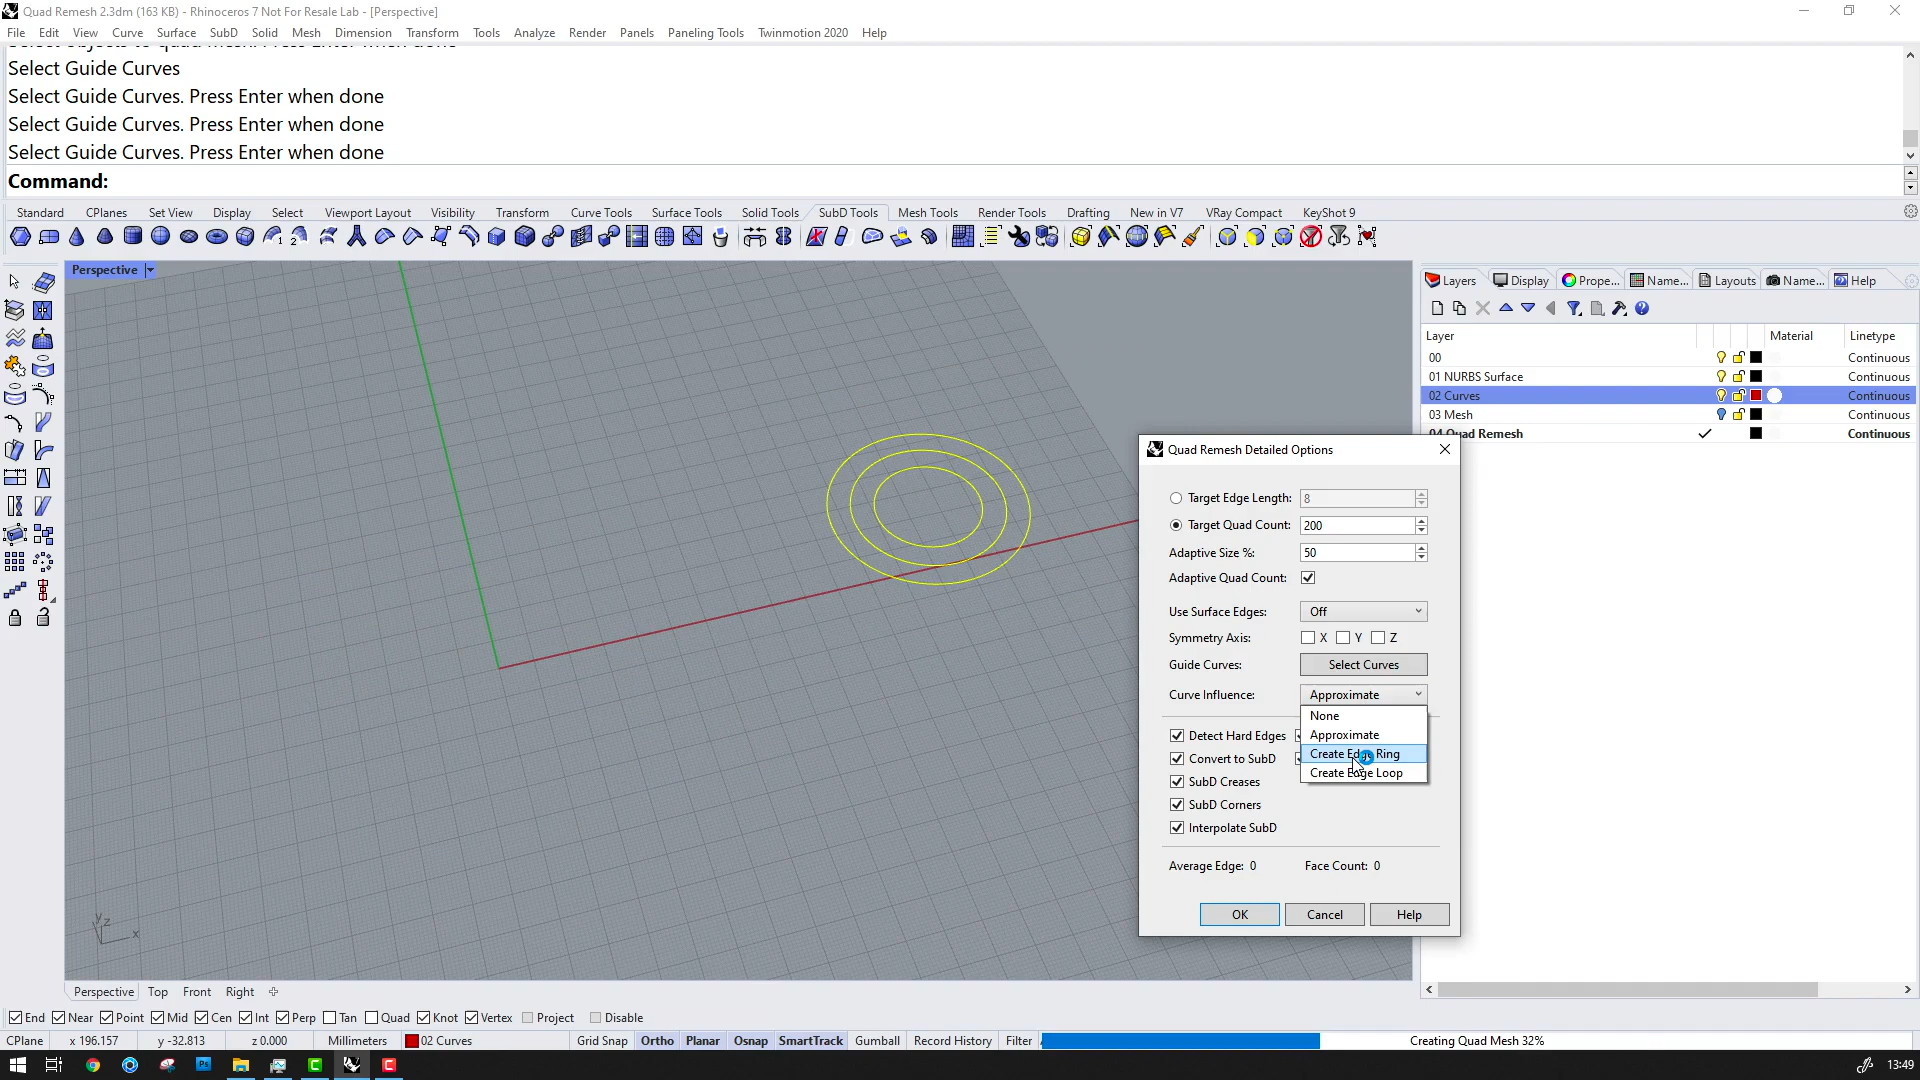 Quad Remesh 2.3dm (163 KB) - Rhinoceros 7 Not For Resale Lab - [Perspective]
File Edit View Curve Surface SubD Solid Mesh Dimension Transform Tools Analyze Render Panels Paneling Tools Twinmotion 2020 Help
Select Guide Curves
Select Guide Curves. Press Enter when done
Select Guide Curves. Press Enter when done
Select Guide Curves. Press Enter when done
Command:
Standard CPlanes Set View Display Select Viewport Layout Visibility Transform Curve Tools Surface Tools Solid Tools SubD Tools Mesh Tools Render Tools Drafting New in V7 VRay Compact KeyShot 9
Perspective
Layers Display Prope... Name... Layouts Name... Help
Layer Material Linetype
00 Continuous
01 NURBS Surface Continuous
02 Curves Continuous
03 Mesh Continuous
04 Quad Remesh Continuous
Quad Remesh Detailed Options
Target Edge Length: 8
Target Quad Count: 200
Adaptive Size %: 50
Adaptive Quad Count:
Use Surface Edges: Off
Symmetry Axis: X Y Z
Guide Curves: Select Curves
Curve Influence: Approximate
None
Approximate
Create Edge Ring
Create Edge Loop
Detect Hard Edges
Convert to SubD
SubD Creases
SubD Corners
Interpolate SubD
Average Edge: 0 Face Count: 0
OK Cancel Help
y z x
Perspective Top Front Right
End Near Point Mid Cen Int Perp Tan Quad Knot Vertex Project Disable
CPlane x 196.157 y -32.813 z 0.000 Millimeters 02 Curves Grid Snap Ortho Planar Osnap SmartTrack Gumball Record History Filter Creating Quad Mesh 32%
13:49